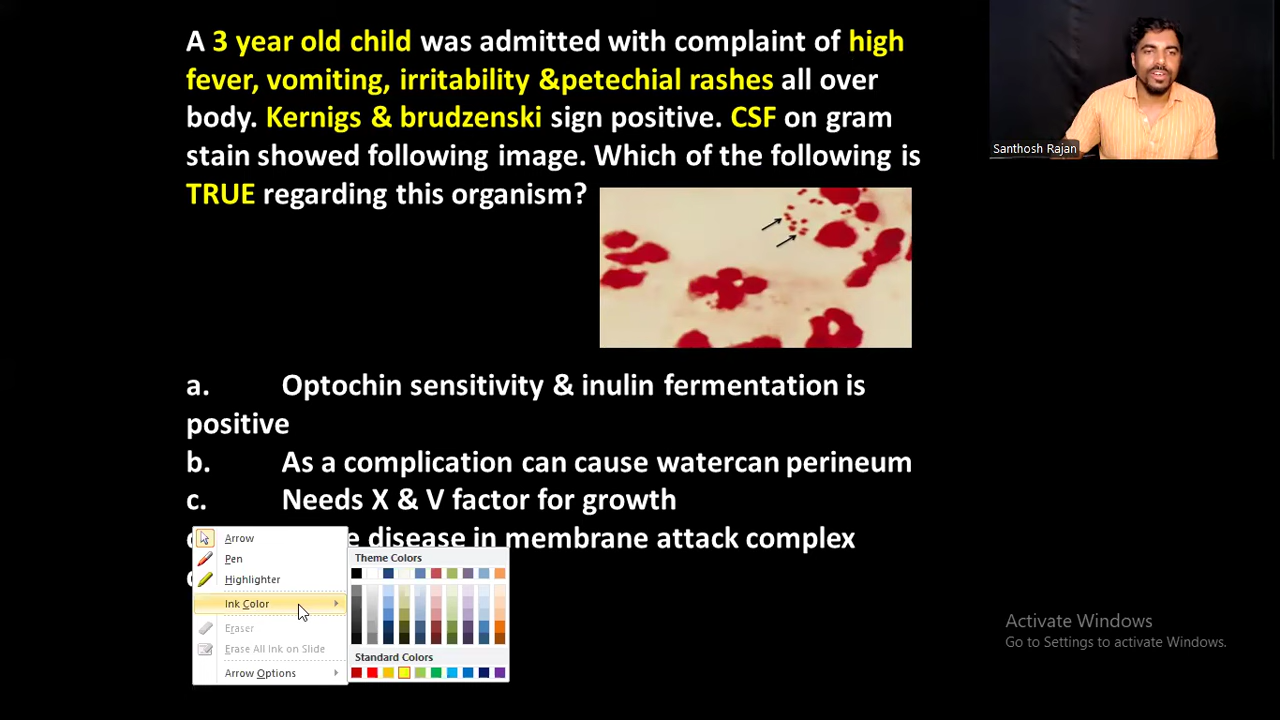 A 3 year old child was admitted with complaint of high
fever, vomiting, irritability &petechial rashes all over
body. Kernigs & brudzenski sign positive. CSF on gram
stain showed following image. Which of the following is
TRUE regarding this organism?
Santhosh Rajan
a. Optochin sensitivity & inulin fermentation is
positive
b. As a complication can cause watercan perineum
c. Needs X & V factor for growth
disease in membrane attack complex
Arrow
Pen
Highlighter
Ink Color
Eraser
Erase All Ink on Slide
Arrow Options
Theme Colors
Standard Colors
Activate Windows
Go to Settings to activate Windows.